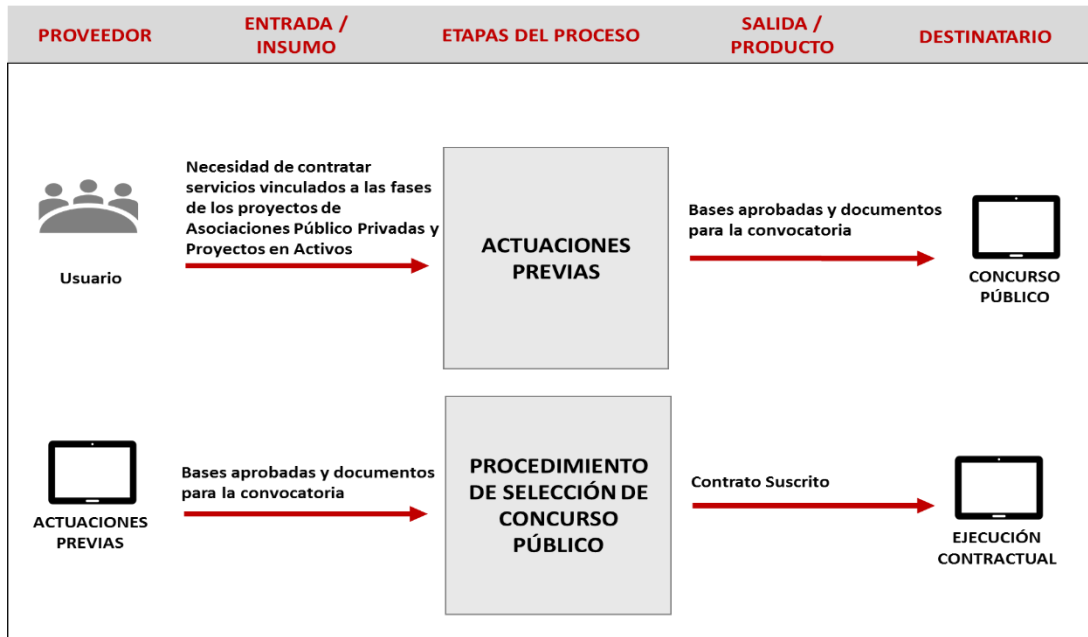 PROVEEDOR
ENTRADA /
INSUMO
ETAPAS DEL PROCESO
SALIDA /
PRODUCTO
DESTINATARIO
Usuario
Necesidad de contratar
servicios vinculados a las fases
de los proyectos de
Asociaciones Público Privadas y
Proyectos en Activos
ACTUACIONES
PREVIAS
Bases aprobadas y documentos
para la convocatoria
CONCURSO
PÚBLICO
ACTUACIONES
PREVIAS
Bases aprobadas y documentos
para la convocatoria
PROCEDIMIENTO
DE SELECCIÓN DE
CONCURSO
PÚBLICO
Contrato Suscrito
EJECUCIÓN
CONTRACTUAL